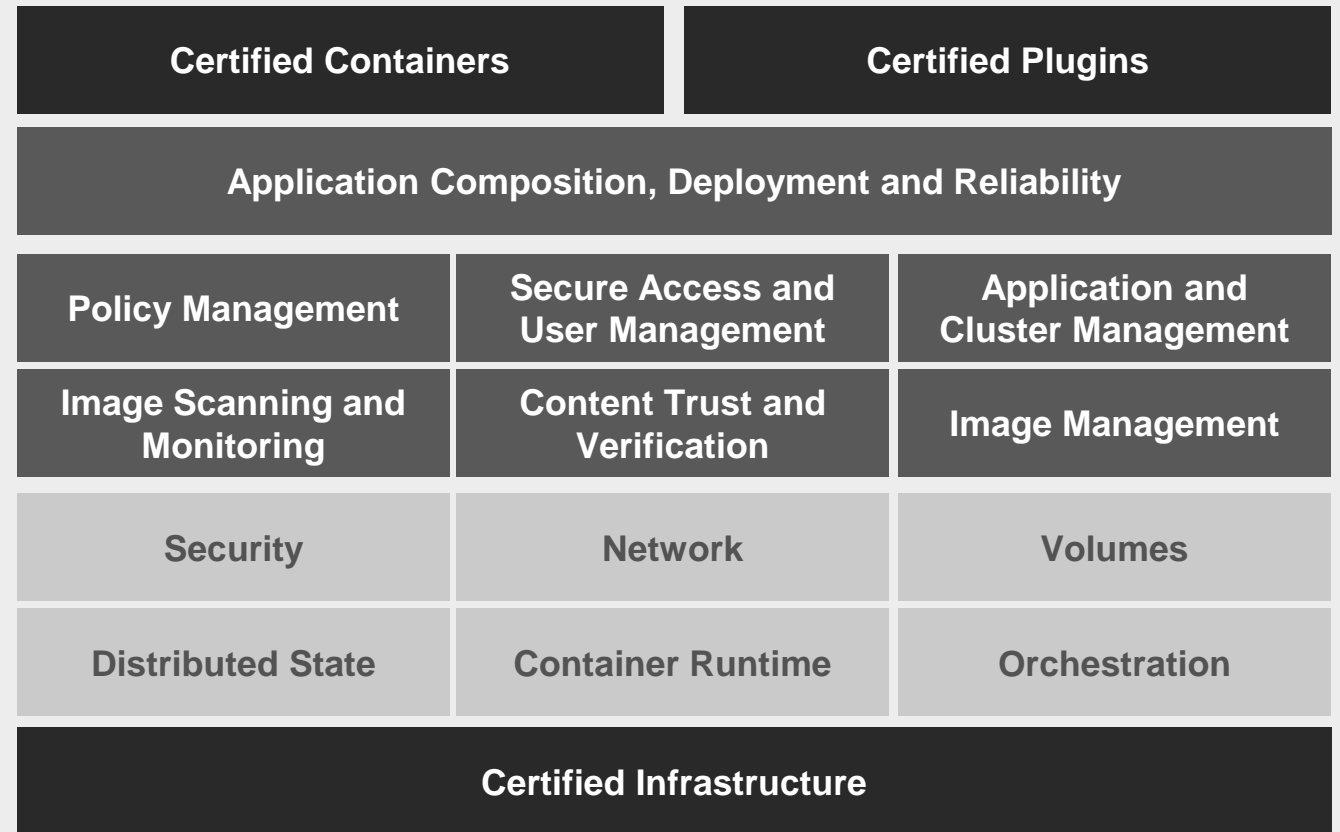 Certified Containers
Certified Plugins
Application Composition, Deployment and Reliability
Policy Management
Secure Access and
User Management
Application and
Cluster Management
Image Scanning and
Monitoring
Content Trust and
Verification
Image Management
Security
Network
Volumes
Distributed State
Container Runtime
Orchestration
Certified Infrastructure